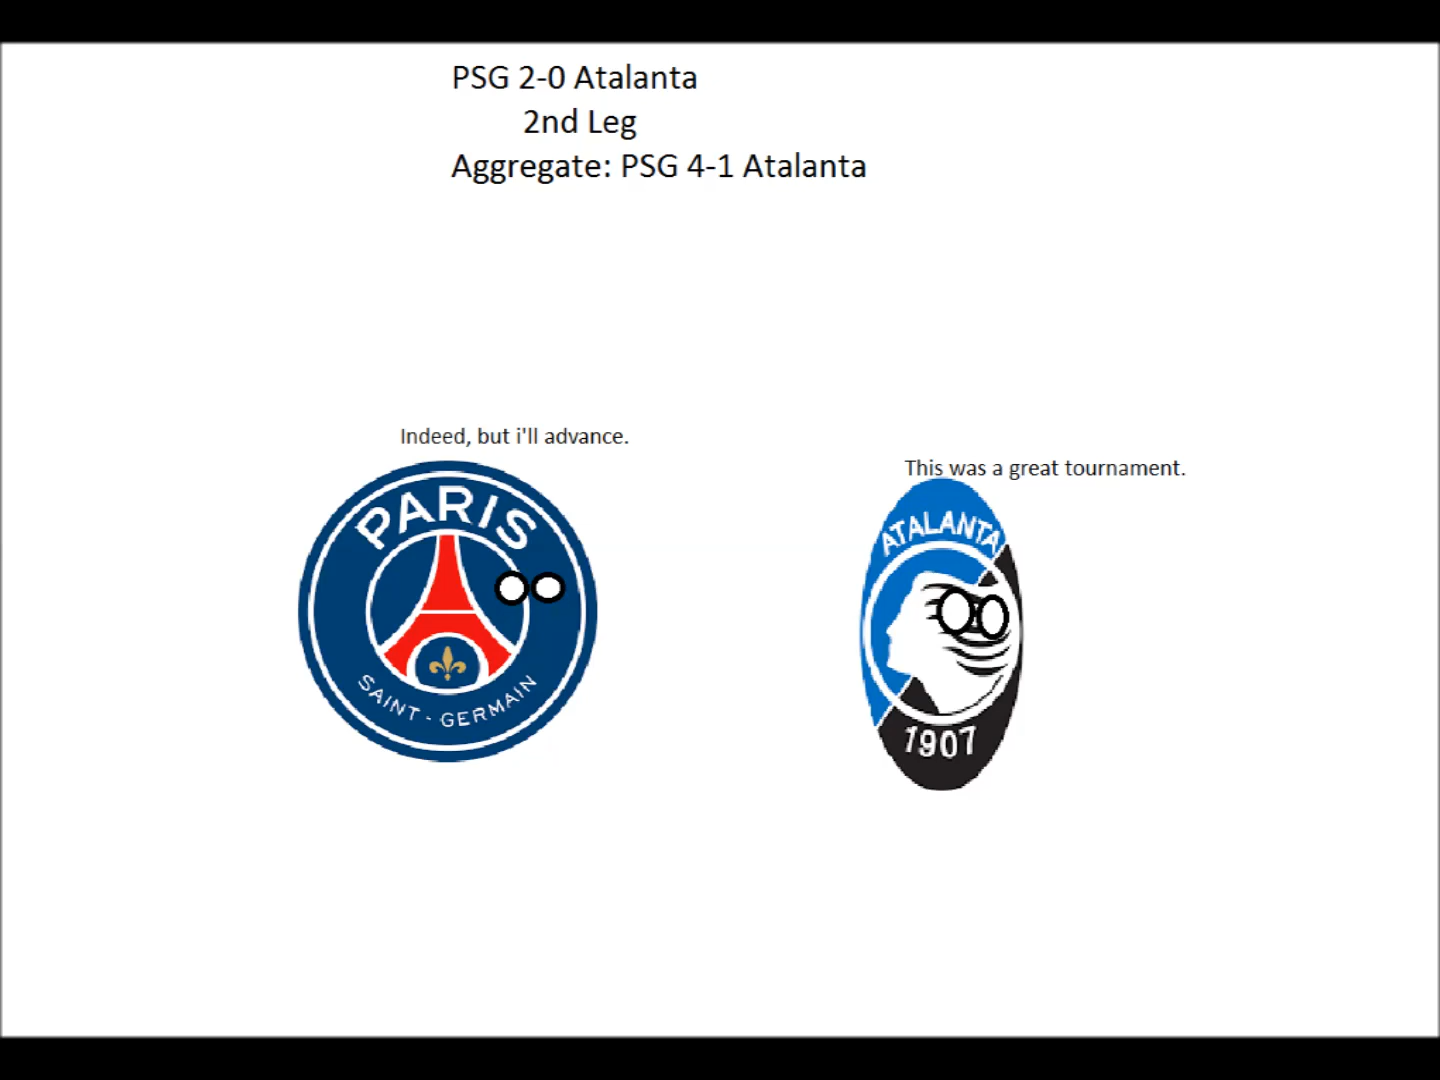 PSG 2-0 Atalanta
2nd Leg
Aggregate: PSG 4-1 Atalanta
Indeed, but i'll advance.
This was a great tournament.
PARIS
SAINT-GERMAIN
ATALANTA
1907